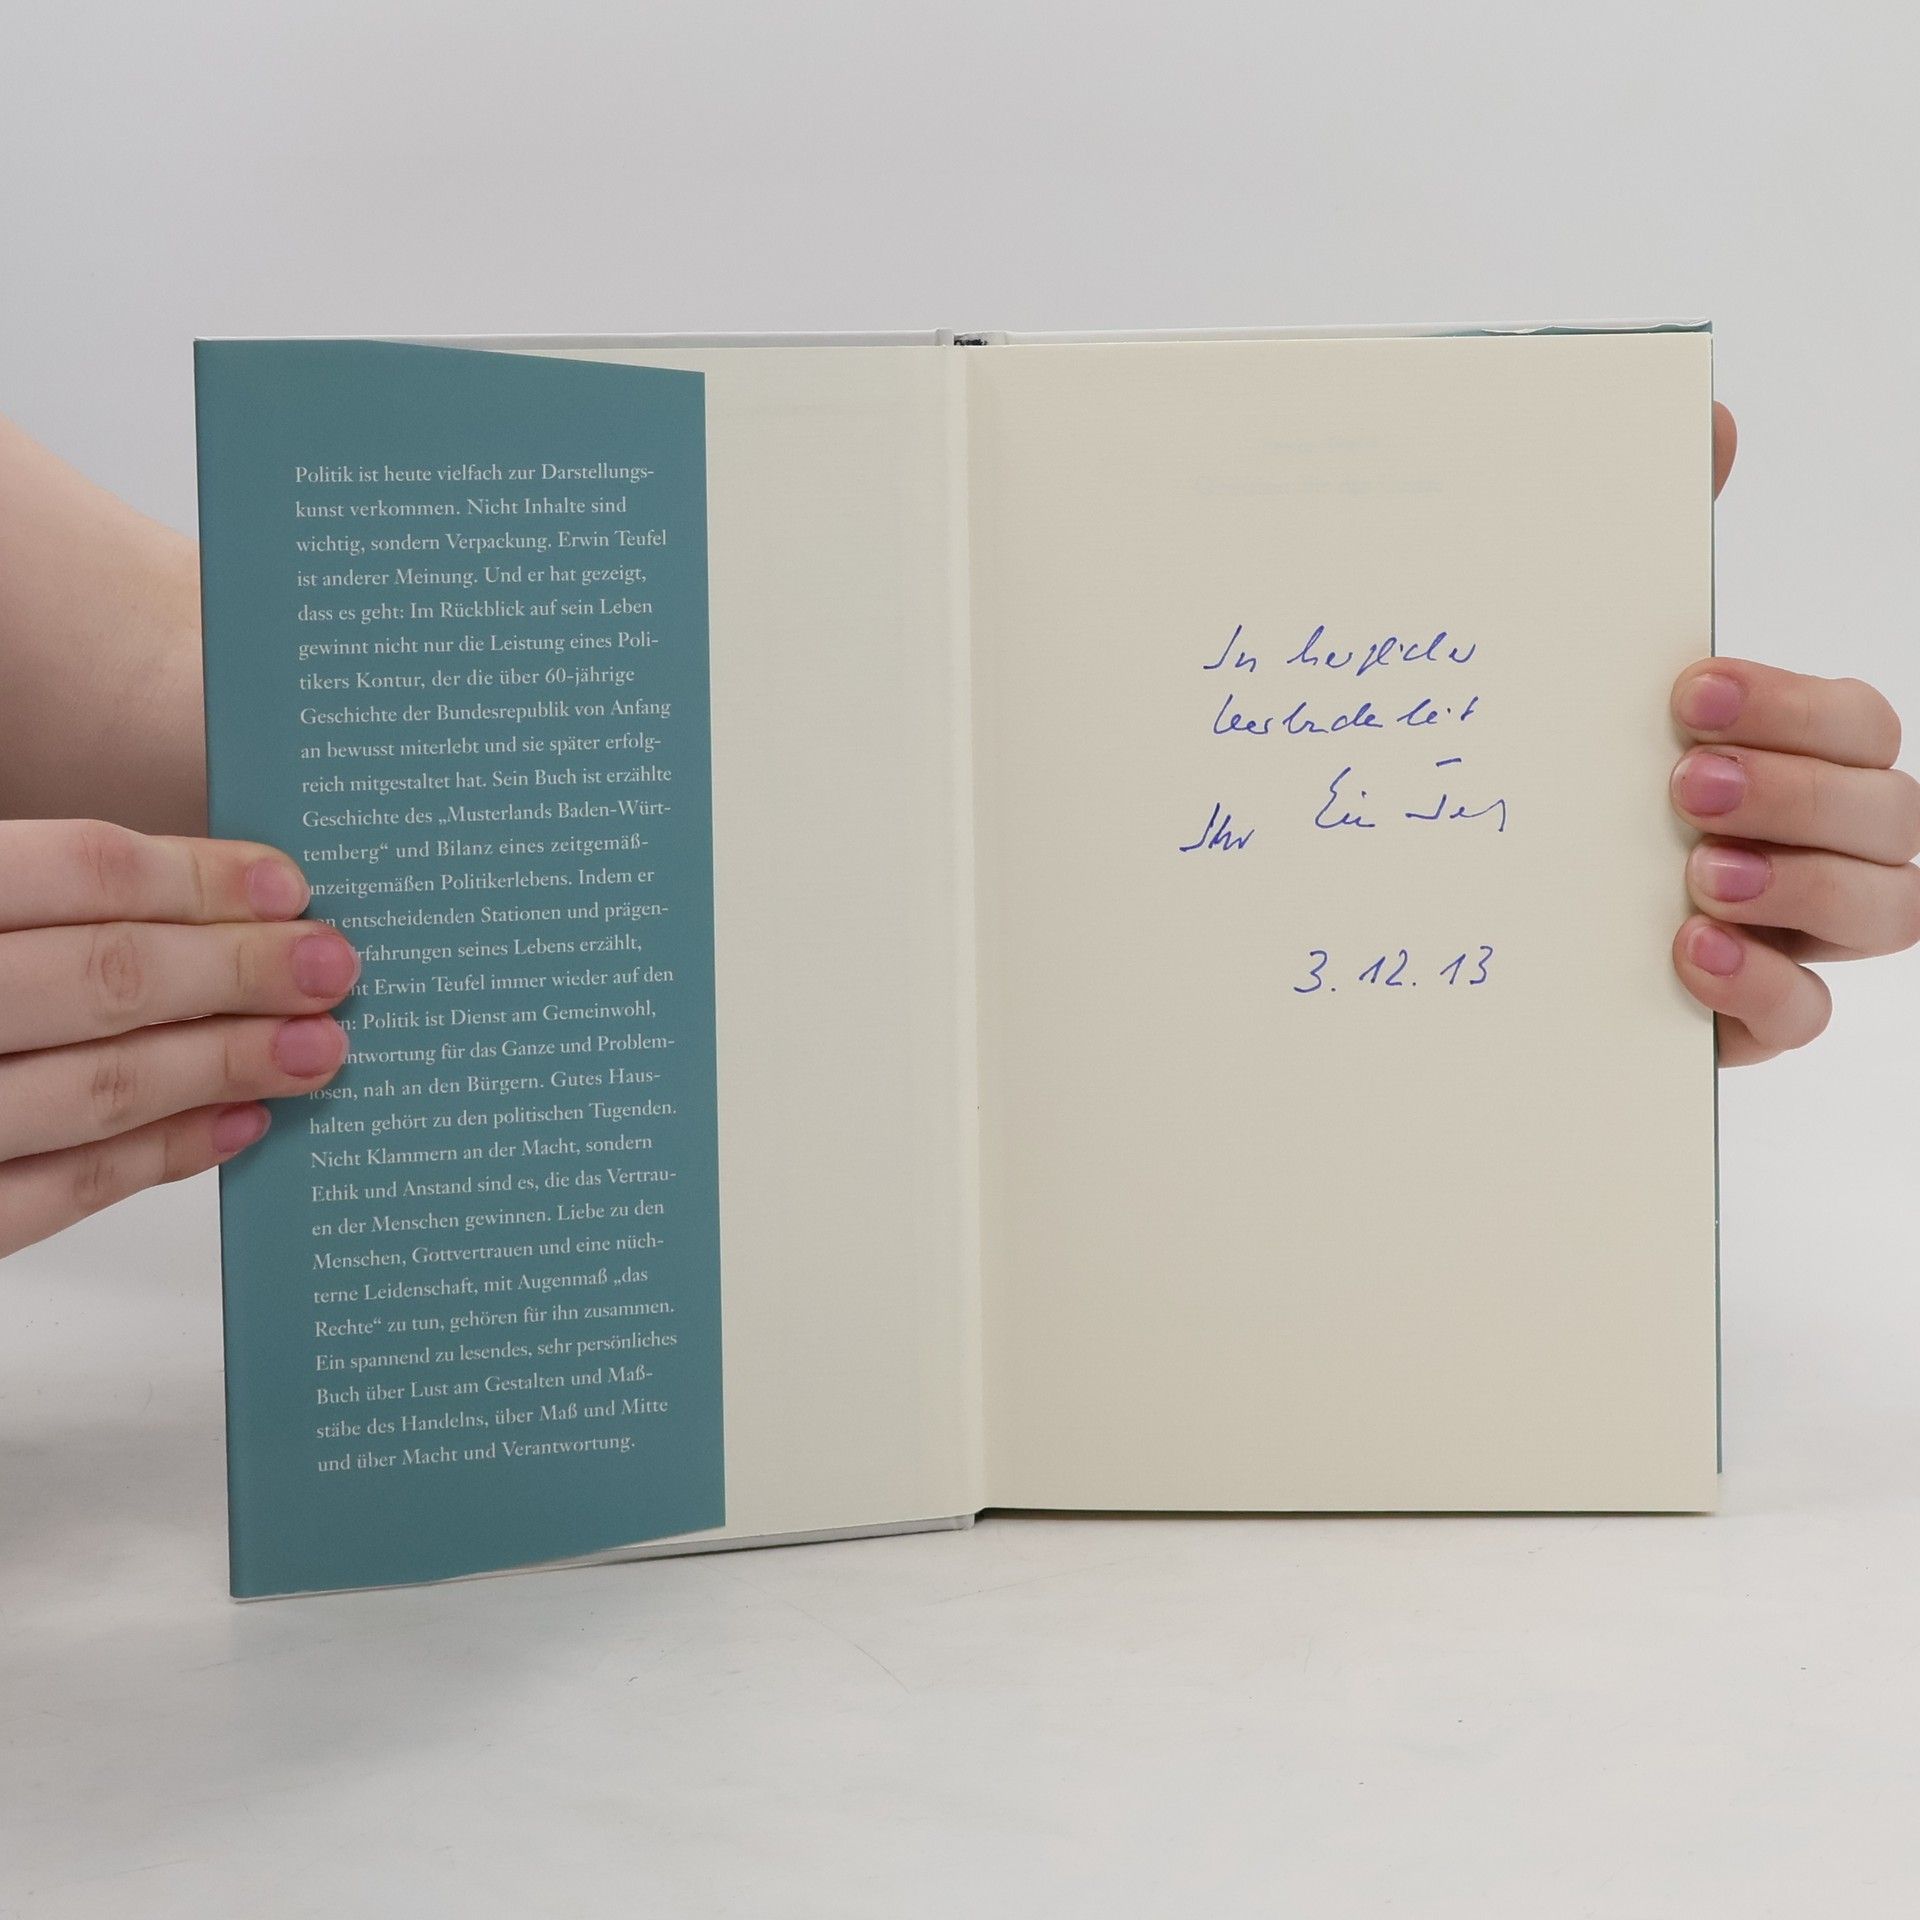 Politik ist heute vielfach zur Darstellungs-
kunst verkommen. Nicht Inhalte sind
wichtig, sondern Verpackung. Erwin Teufel
ist anderer Meinung. Und er hat gezeigt,
dass es geht: Im Rückblick auf sein Leben
gewinnt nicht nur die Leistung eines Poli-
tikers Kontur, der die über 60-jährige
Geschichte der Bundesrepublik von Anfang
an bewusst miterlebt und sie später erfolg-
reich mitgestaltet hat. Sein Buch ist erzählte
Geschichte des „Musterlands Baden-Würt-
temberg“ und Bilanz eines zeitgemäß-
unzeitgemäßen Politikerlebens. Indem er
entscheidenden Stationen und prägen-
rfahrungen seines Lebens erzählt,
nt Erwin Teufel immer wieder auf den
rn: Politik ist Dienst am Gemeinwohl,
ntwortung für das Ganze und Problem-
lösen, nah an den Bürgern. Gutes Haus-
halten gehört zu den politischen Tugenden.
Nicht Klammern an der Macht, sondern
Ethik und Anstand sind es, die das Vertrau-
en der Menschen gewinnen. Liebe zu den
Menschen, Gottvertrauen und eine nüch-
terne Leidenschaft, mit Augenmaß „das
Rechte“ zu tun, gehören für ihn zusammen.
Ein spannend zu lesendes, sehr persönliches
Buch über Lust am Gestalten und Maß-
stäbe des Handelns, über Maß und Mitte
und über Macht und Verantwortung.
In herzlicher
Verbundenheit
Ihr Erwin Teufel
3. 12. 13